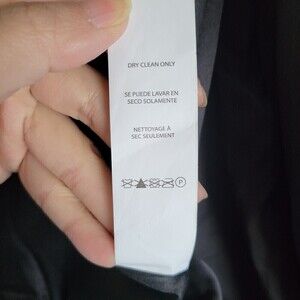 DRY CLEAN ONLY
SE PUEDE LAVAR EN
SECO SOLAMENTE
NETTOYAGE À
SEC SEULEMENT
P